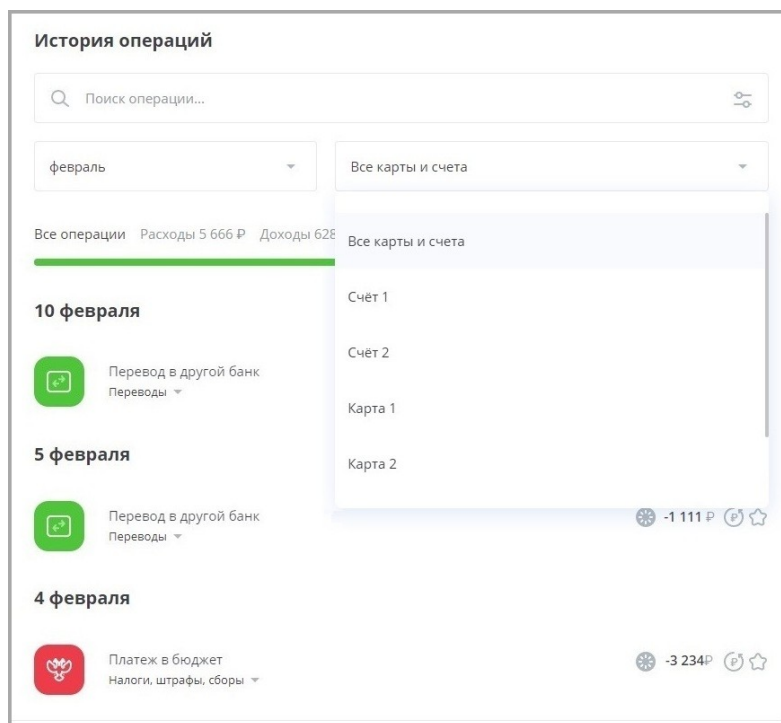 История операций
Поиск операции...
февраль
Все карты и счета
Все операции Расходы 5 666 ₽ Доходы 628
Все карты и счета
Счёт 1
Счёт 2
Карта 1
Карта 2
10 февраля
Перевод в другой банк
Переводы
5 февраля
Перевод в другой банк
-1 111 ₽
Переводы
4 февраля
Платеж в бюджет
-3 234₽
Налоги, штрафы, сборы